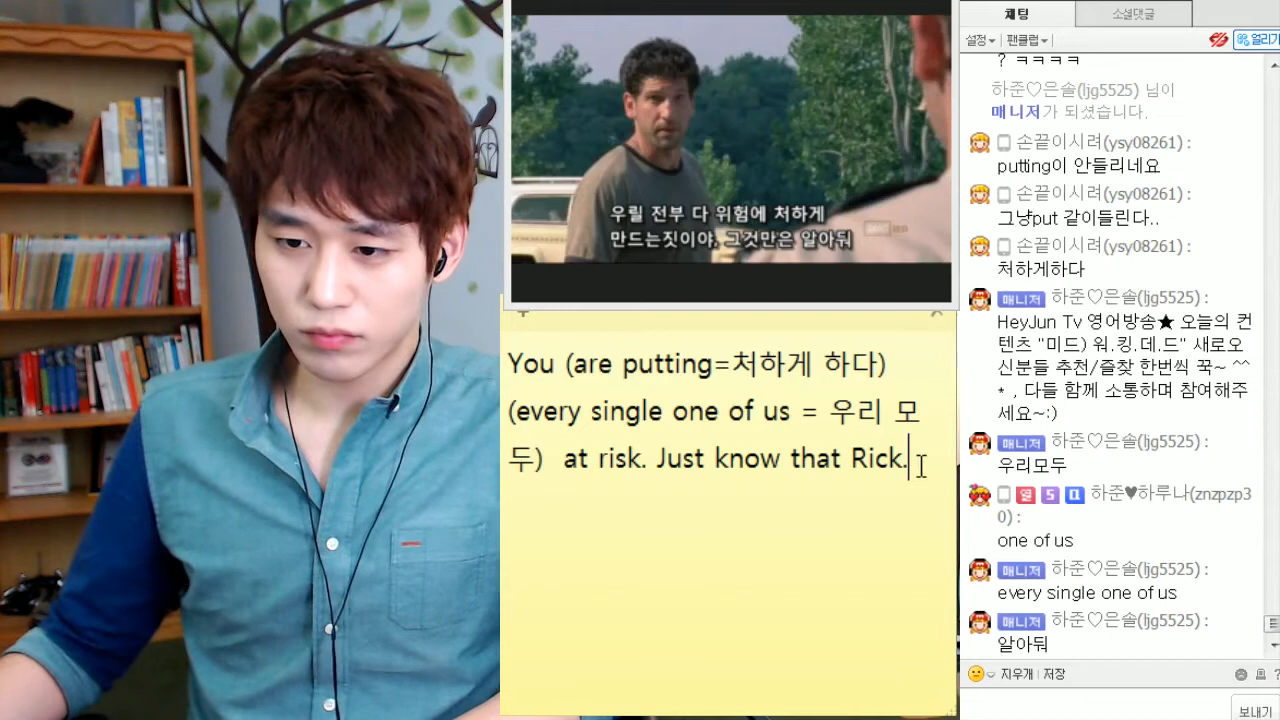 우릴 전부 다 위험에 처하게
만드는짓이야. 그것만은 알아둬
You (are putting=처하게 하다)
(every single one of us = 우리 모
두)  at risk. Just know that Rick.
채팅
소셜댓글
설정
팬클럽
열리기
? ㅋㅋㅋㅋ
하준♡은솔(ljg5525) 님이
매니저가 되셨습니다.
손끝이시려(ysy08261) :
putting이 안들리네요
손끝이시려(ysy08261) :
그냥put 같이들린다..
손끝이시려(ysy08261) :
처하게하다
매니저 하준♡은솔(ljg5525) :
HeyJun Tv 영어방송★ 오늘의 컨
텐츠 "미드) 워.킹.데.드" 새로오
신분들 추천/즐찾 한번씩 꾹~ ^^
* , 다들 함께 소통하며 참여해주
세요~:)
매니저 하준♡은솔(ljg5525) :
우리모두
열 5 하준♥하루나(znzpzp3
0) :
one of us
매니저 하준♡은솔(ljg5525) :
every single one of us
매니저 하준♡은솔(ljg5525) :
알아둬
지우개 | 저장
보내기